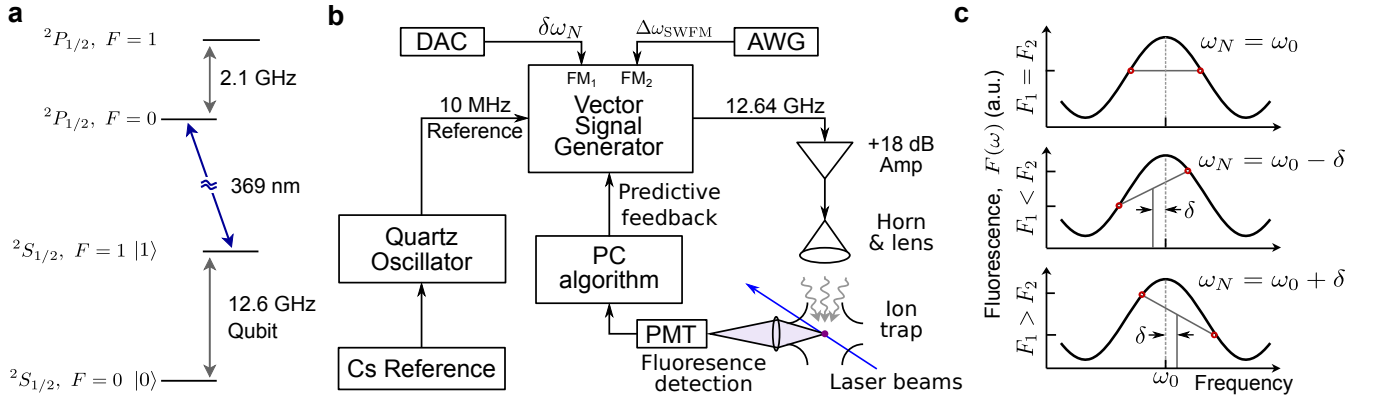 a
²P₁/₂, F = 1
2.1 GHz
²P₁/₂, F = 0
369 nm
²S₁/₂, F = 1 |1⟩
12.6 GHz
Qubit
²S₁/₂, F = 0 |0⟩
b
DAC
δω_N
Δω_SWFM
AWG
FM₁ FM₂
Vector
Signal
Generator
10 MHz
Reference
12.64 GHz
+18 dB
Amp
Predictive
feedback
Horn
& lens
Quartz
Oscillator
PC
algorithm
Ion
trap
PMT
Cs Reference
Fluoresence
detection
Laser beams
c
Fluorescence, F(ω) (a.u.)
F₁ = F₂
ω_N = ω₀
F₁ < F₂
ω_N = ω₀ − δ
δ
F₁ > F₂
ω_N = ω₀ + δ
δ
ω₀
Frequency